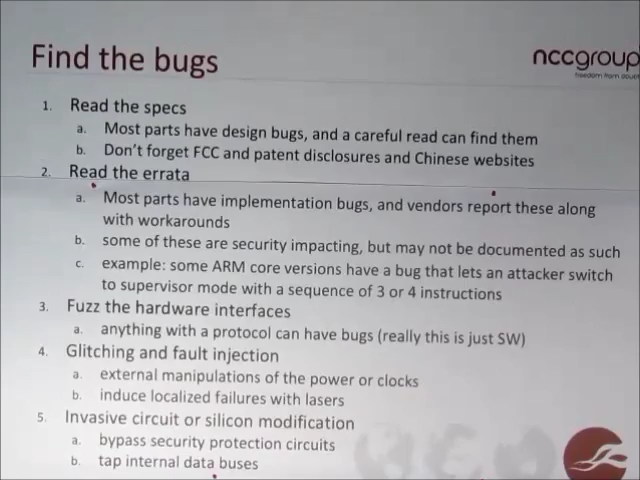 Find the bugs
nccgroup
freedom from doubt
1. Read the specs
a. Most parts have design bugs, and a careful read can find them
b. Don't forget FCC and patent disclosures and Chinese websites
2. Read the errata
a. Most parts have implementation bugs, and vendors report these along
with workarounds
b. some of these are security impacting, but may not be documented as such
c. example: some ARM core versions have a bug that lets an attacker switch
to supervisor mode with a sequence of 3 or 4 instructions
3. Fuzz the hardware interfaces
a. anything with a protocol can have bugs (really this is just SW)
4. Glitching and fault injection
a. external manipulations of the power or clocks
b. induce localized failures with lasers
5. Invasive circuit or silicon modification
a. bypass security protection circuits
b. tap internal data buses